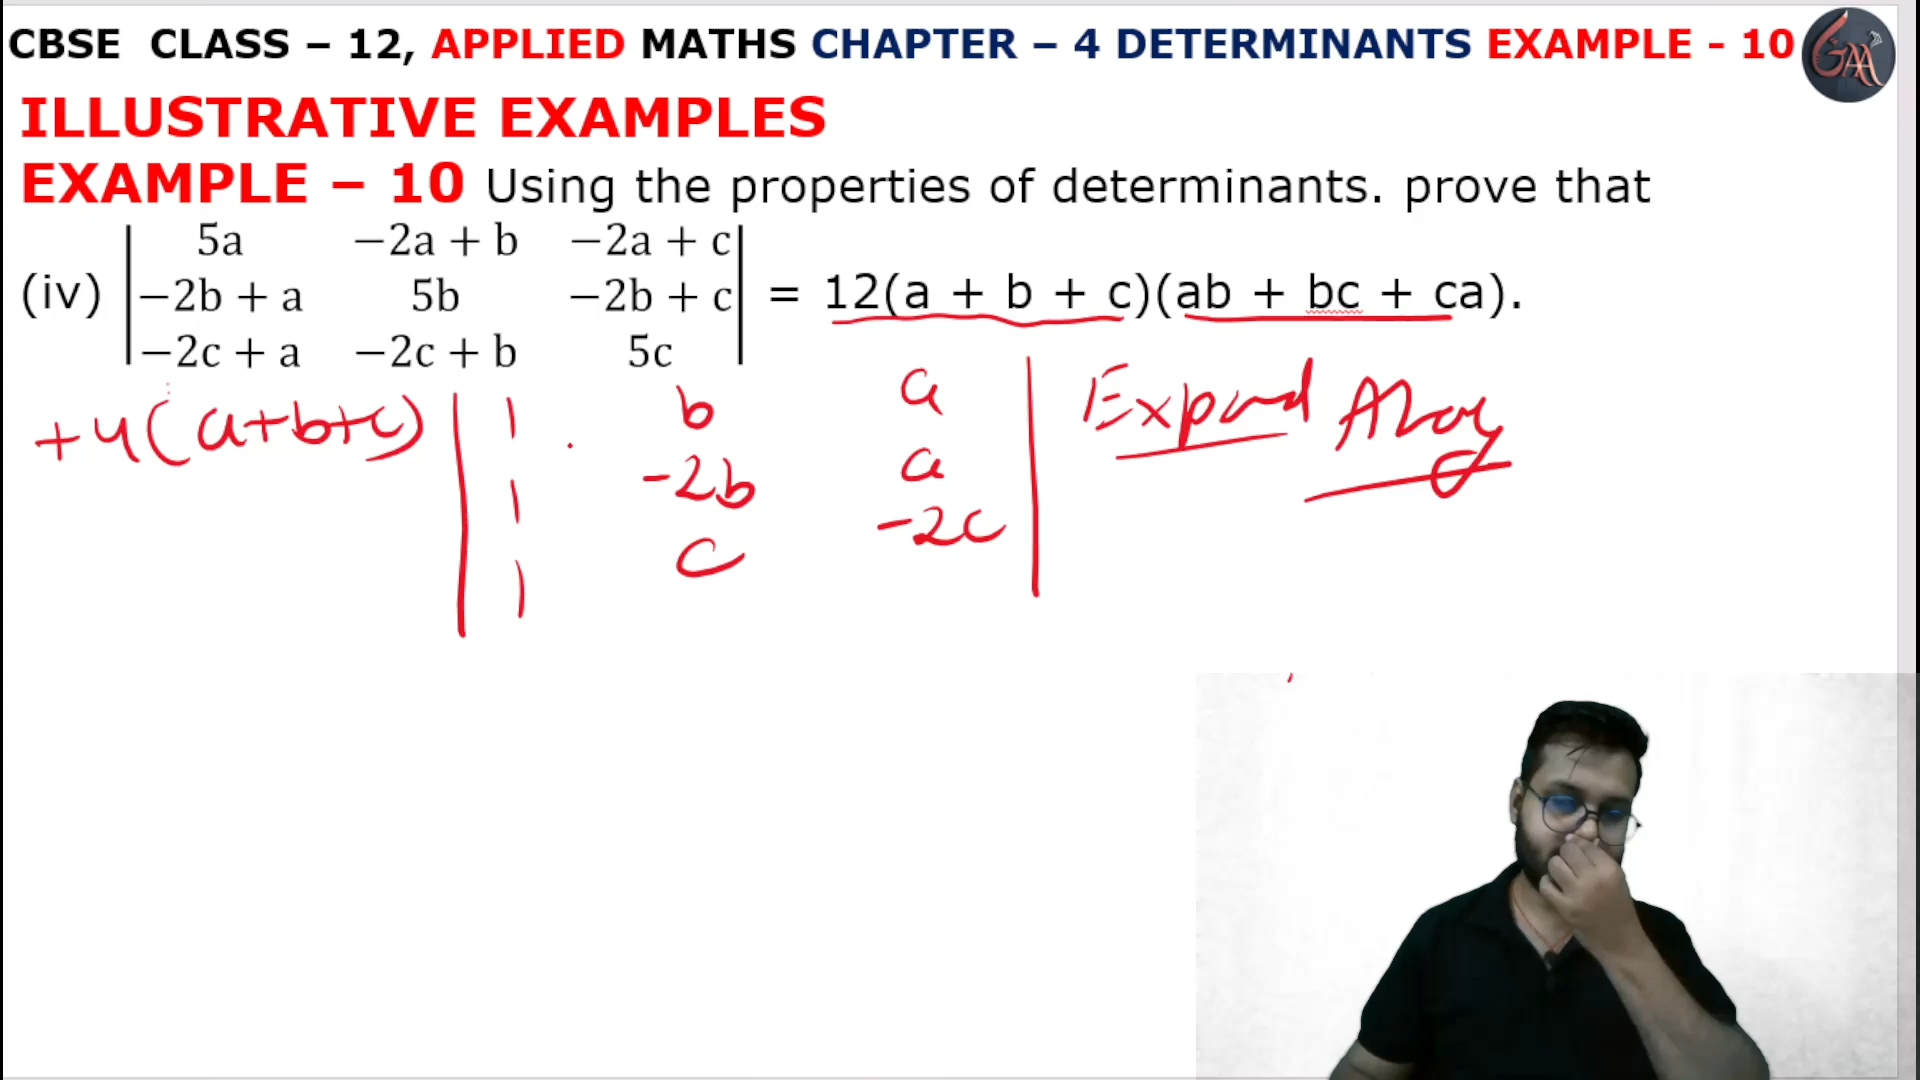 CBSE CLASS – 12, APPLIED MATHS CHAPTER – 4 DETERMINANTS EXAMPLE - 10
ILLUSTRATIVE EXAMPLES
EXAMPLE – 10 Using the properties of determinants. prove that
(iv) | 5a −2a + b −2a + c |
| −2b + a 5b −2b + c | = 12(a + b + c)(ab + bc + ca).
| −2c + a −2c + b 5c |
+4(a+b+c) | 1 b a | Expand Along
| 1 -2b a |
| 1 c -2c |